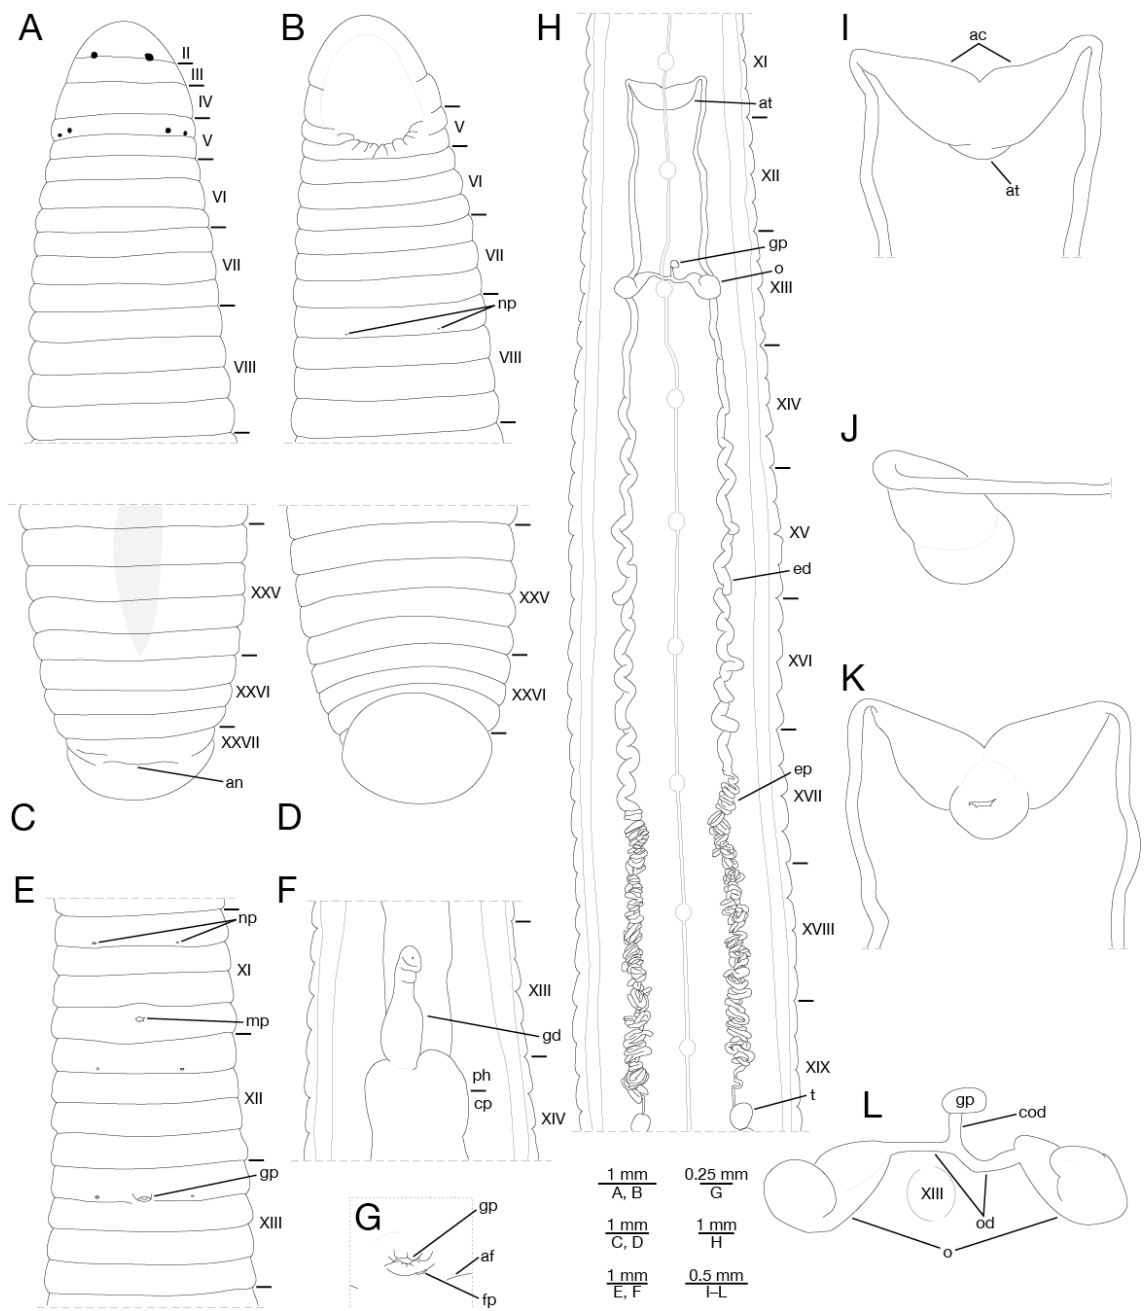 A
II
III
IV
V
VI
VII
VIII
B
V
VI
VII
np
VIII
XXV
XXVI
XXVII
an
C
XXV
XXVI
D
E
np
XI
mp
XII
gp
XIII
F
XIII
gd
ph
cp
XIV
G
gp
af
fp
H
XI
at
XII
gp
o
XIII
XIV
XV
ed
XVI
ep
XVII
XVIII
XIX
t
1 mm
A, B
0.25 mm
G
1 mm
C, D
1 mm
H
1 mm
E, F
0.5 mm
I–L
I
ac
at
J
K
L
gp
cod
XIII
od
o